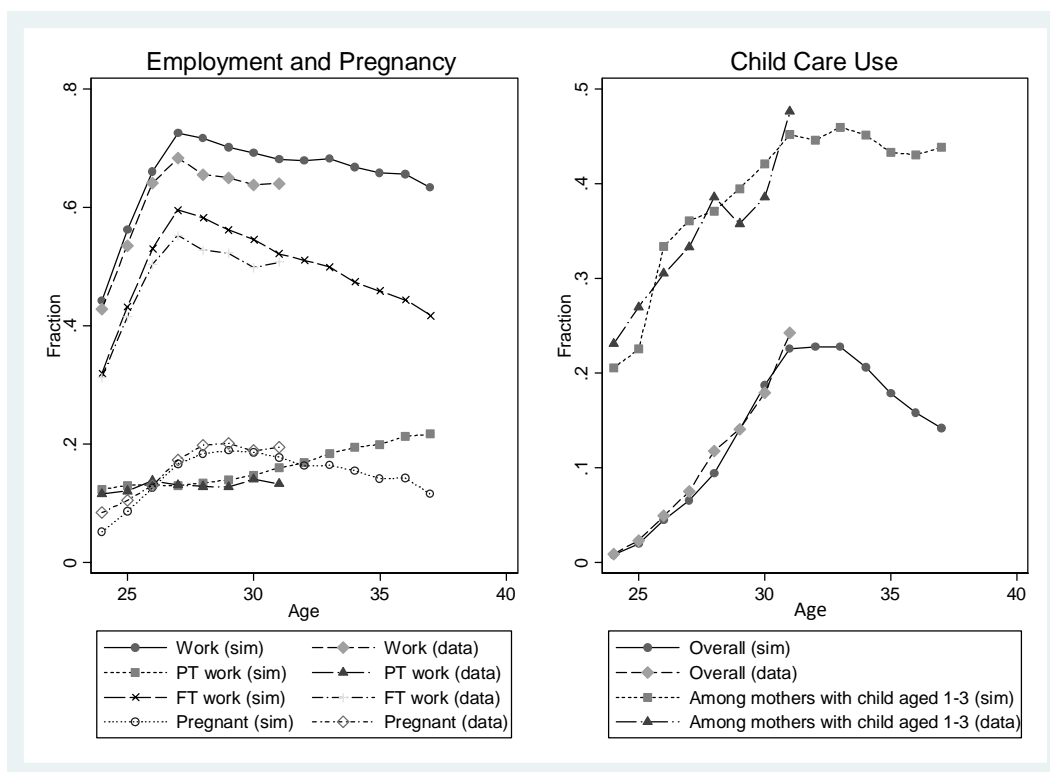 Employment and Pregnancy
Fraction
0 .2 .4 .6 .8
25 30 35 40
Age
Work (sim) Work (data)
PT work (sim) PT work (data)
FT work (sim) FT work (data)
Pregnant (sim) Pregnant (data)
Child Care Use
Fraction
0 .1 .2 .3 .4 .5
25 30 35 40
Age
Overall (sim)
Overall (data)
Among mothers with child aged 1-3 (sim)
Among mothers with child aged 1-3 (data)